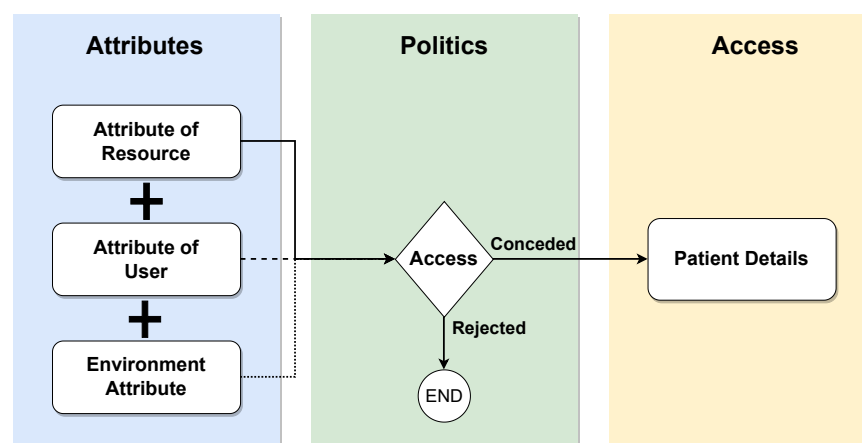 Attributes
Politics
Access
Attribute of
Resource
Attribute of
User
Environment
Attribute
Access
Conceded
Rejected
END
Patient Details